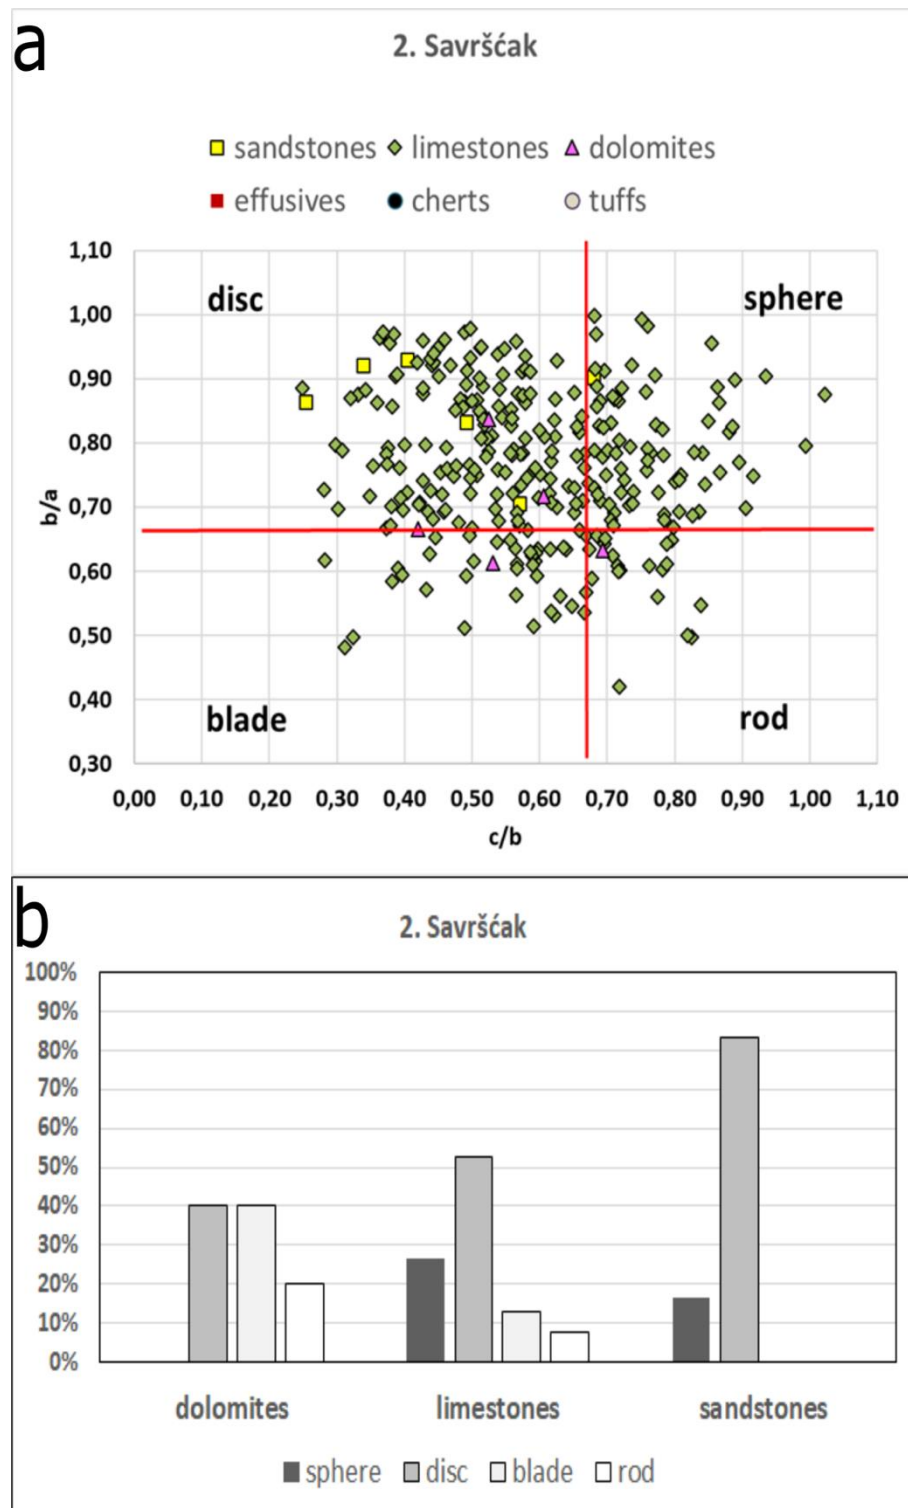 a
2. Savršćak
sandstones limestones dolomites
effusives cherts tuffs
1,10
1,00
0,90
0,80
0,70
0,60
0,50
0,40
0,30
b/a
disc
sphere
blade
rod
0,00 0,10 0,20 0,30 0,40 0,50 0,60 0,70 0,80 0,90 1,00 1,10
c/b
b
2. Savršćak
100%
90%
80%
70%
60%
50%
40%
30%
20%
10%
0%
dolomites limestones sandstones
sphere disc blade rod